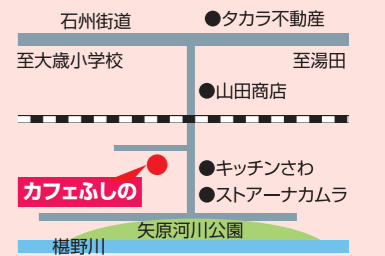 石州街道
●タカラ不動産
至大歳小学校
至湯田
●山田商店
●キッチンさわ
カフェふしの
●ストアーナカムラ
矢原河川公園
椹野川